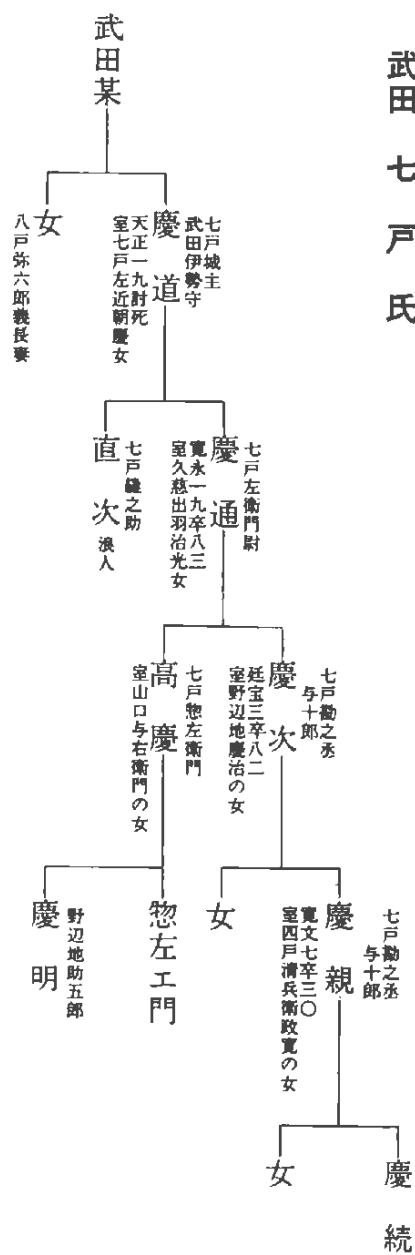 武田七戸氏
武田某
七戸城主
武田伊勢守
慶道
天正一九討死
室七戸左近朝慶女
女
八戸弥六郎義長妻
七戸左衛門尉
慶通
寛永一九卒八三
室久慈出羽治光女
七戸縫之助
直次 浪人
七戸勘之丞
与十郎
慶次
延宝三卒八二
室野辺地慶治の女
七戸惣左衛門
高慶
室山口与右衛門の女
七戸勘之丞
与十郎
慶親
寛文七卒三〇
室四戸清兵衛政寛の女
女
惣左エ門
野辺地助五郎
慶明
慶続
女